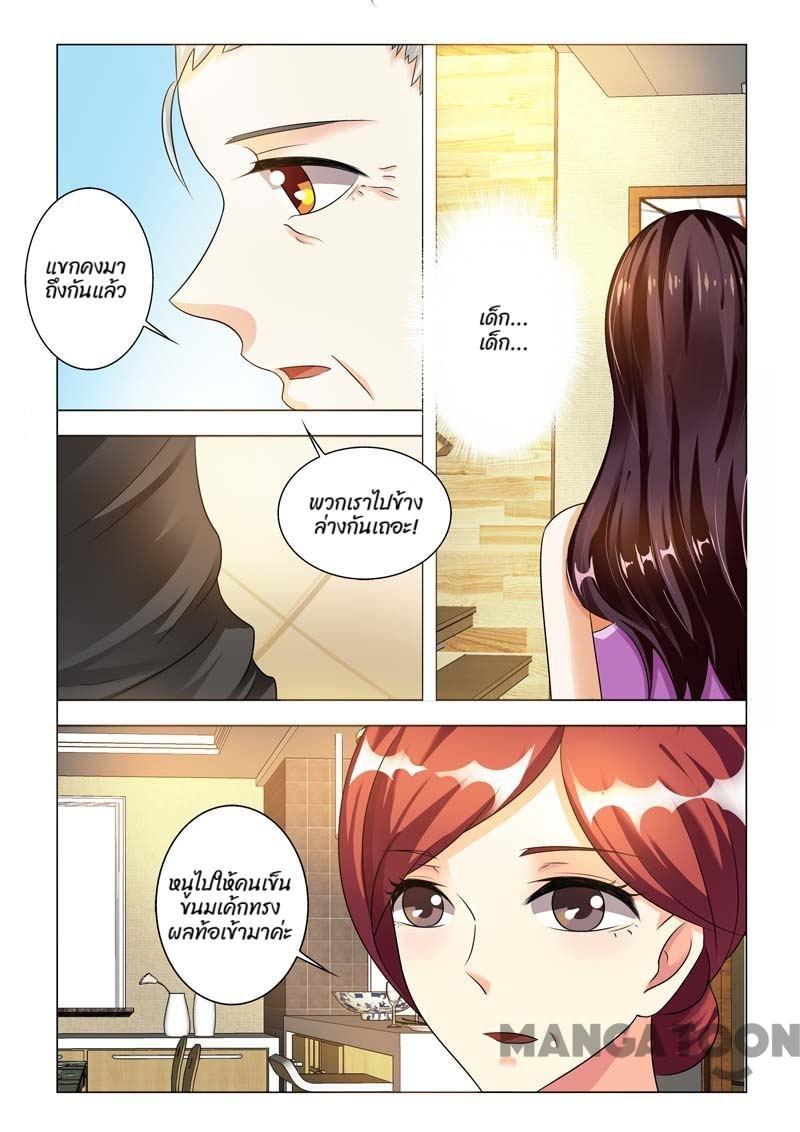 แขกคงมา
ถึงกันแล้ว
เด็ก...
เด็ก...
พวกเราไปข้าง
ล่างกันเถอะ!
หนูไปให้คนเข็น
ขนมเค้กทรง
ผลท้อเข้ามาค่ะ
MANGATOON